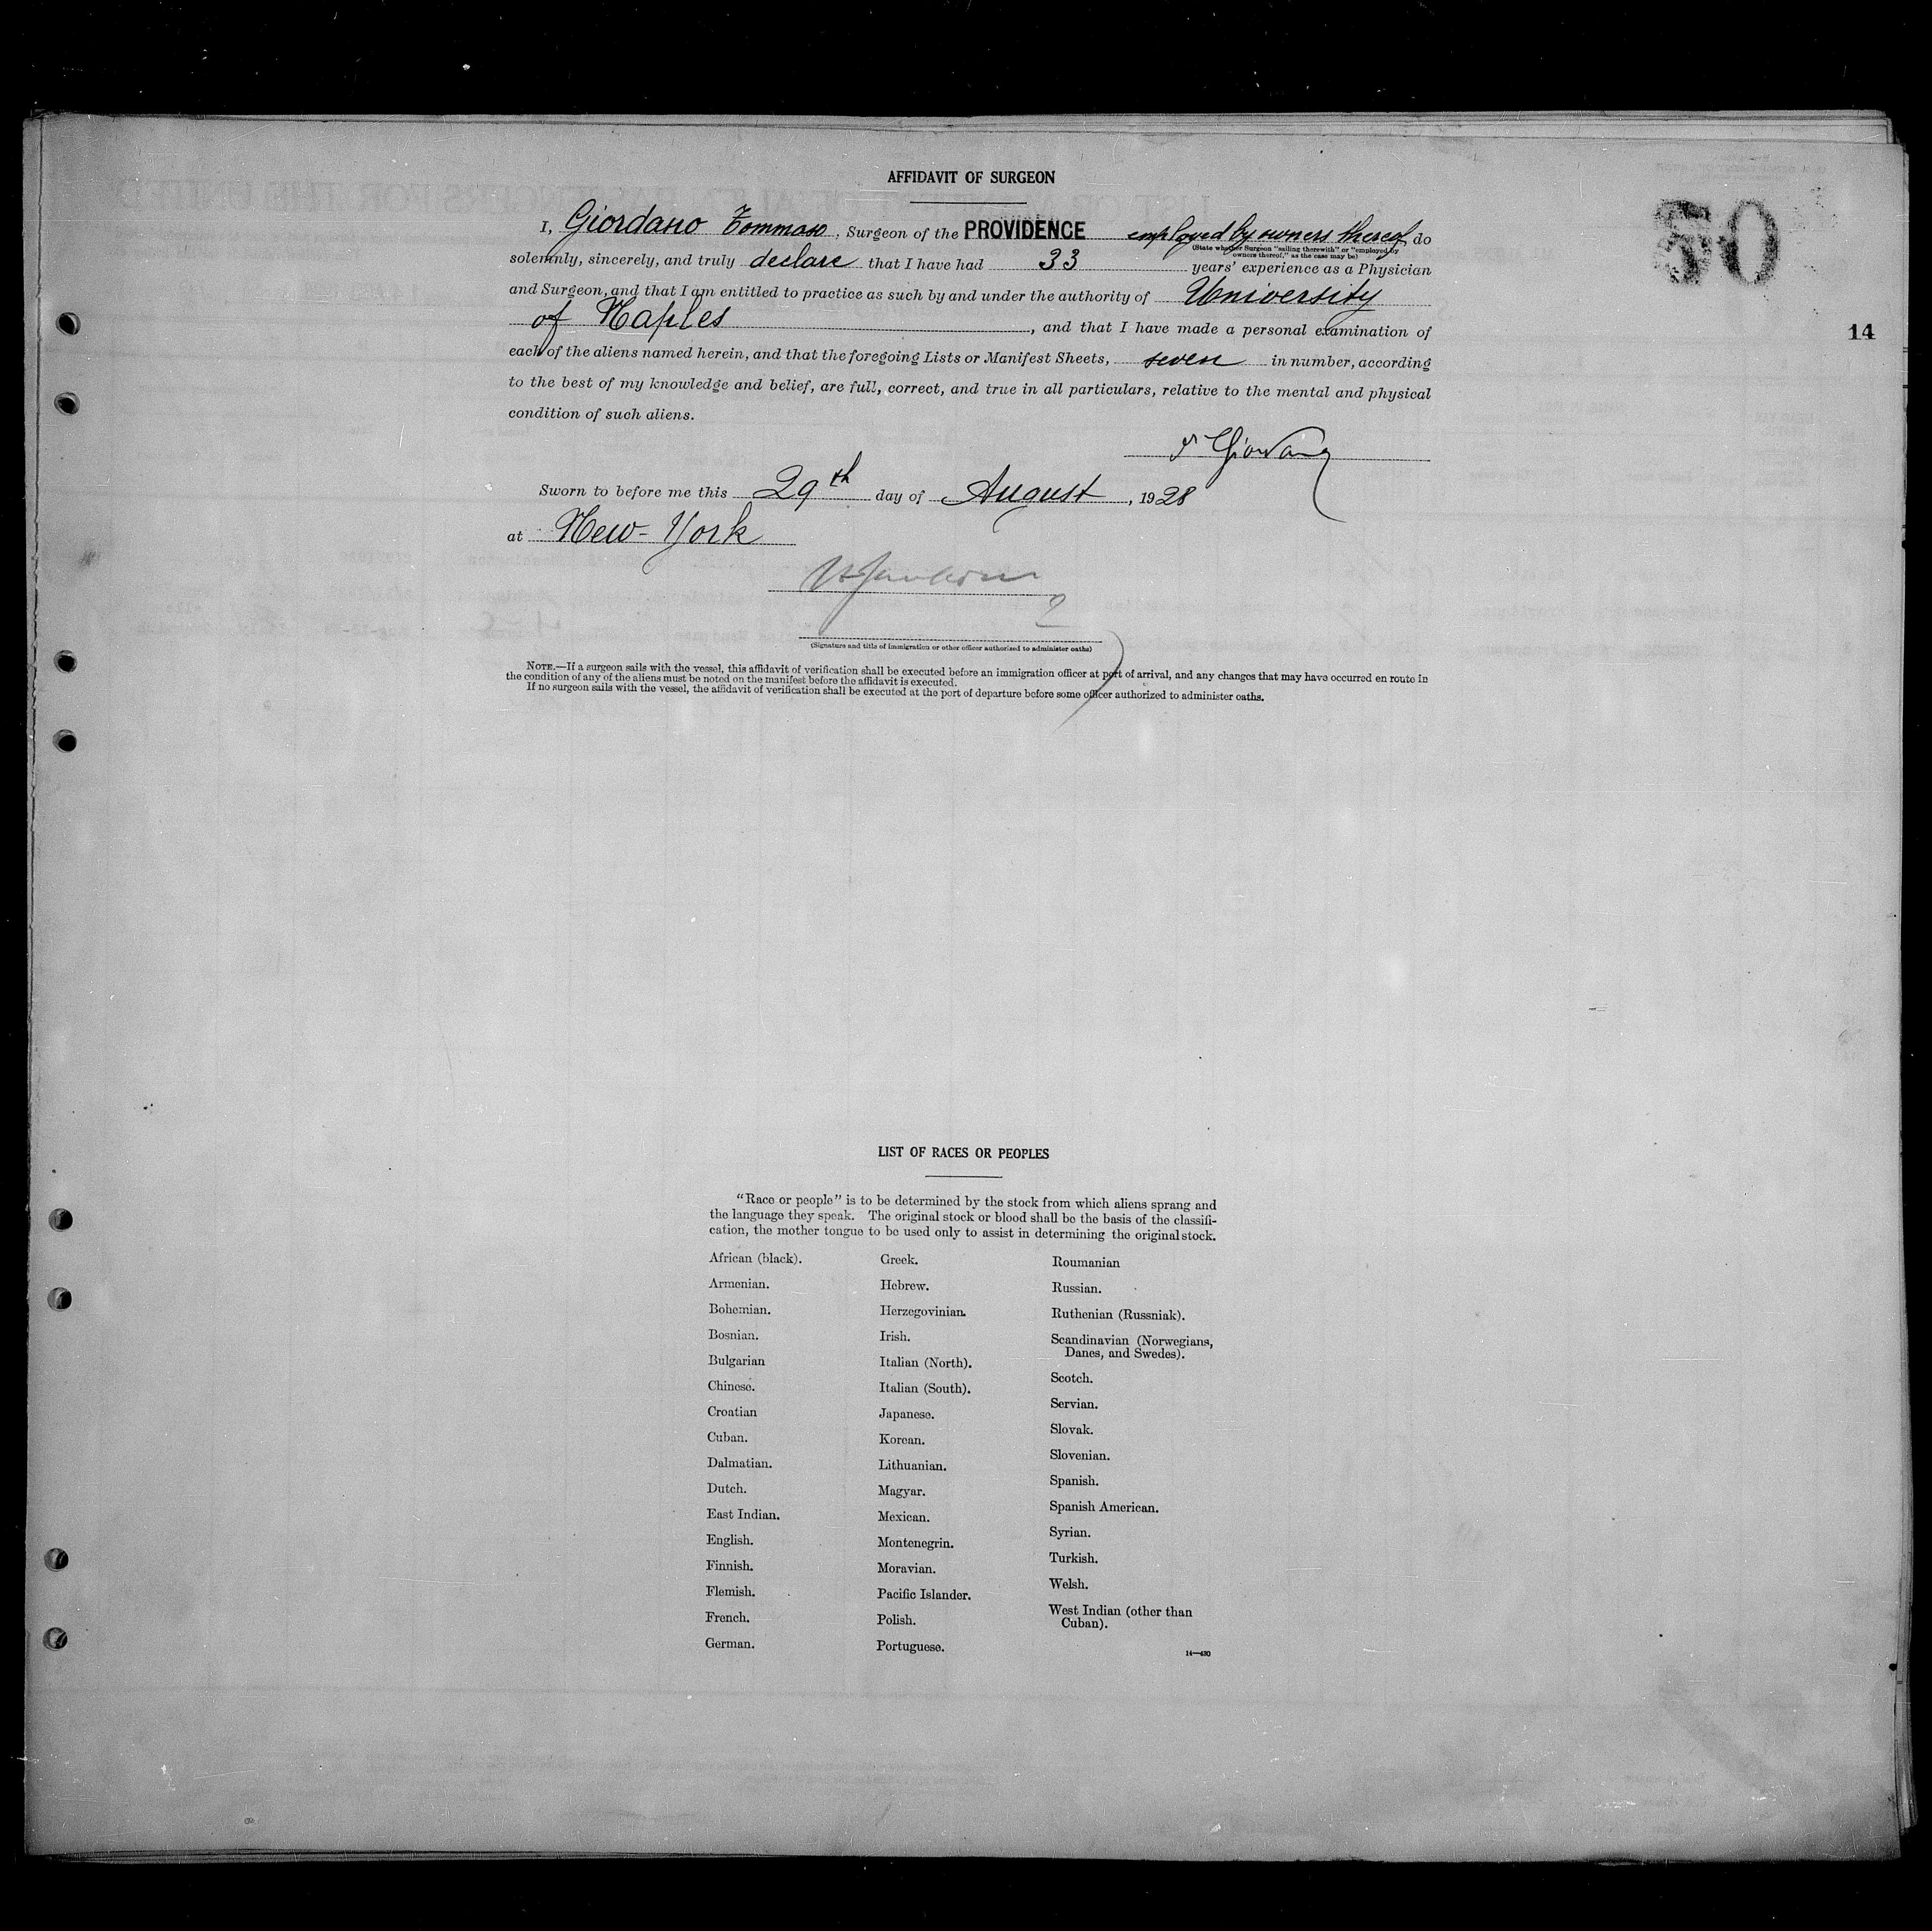 AFFIDAVIT OF SURGEON
50
I, Giordano Tommaso, Surgeon of the PROVIDENCE employed by owners thereof do
(State whether Surgeon "sailing therewith" or "employed by
owners thereof," as the case may be)
solemnly, sincerely, and truly declare that I have had 33 years' experience as a Physician
and Surgeon, and that I am entitled to practice as such by and under the authority of University
of Naples, and that I have made a personal examination of
14
each of the aliens named herein, and that the foregoing Lists or Manifest Sheets, seven in number, according
to the best of my knowledge and belief, are full, correct, and true in all particulars, relative to the mental and physical
condition of such aliens.
T Giordano
Sworn to before me this 29th day of August, 1928
at New-York
(Signature and title of immigration or other officer authorized to administer oaths)
NOTE.—If a surgeon sails with the vessel, this affidavit of verification shall be executed before an immigration officer at port of arrival, and any changes that may have occurred en route in
the condition of any of the aliens must be noted on the manifest before the affidavit is executed.
If no surgeon sails with the vessel, the affidavit of verification shall be executed at the port of departure before some officer authorized to administer oaths.
LIST OF RACES OR PEOPLES
"Race or people" is to be determined by the stock from which aliens sprang and
the language they speak. The original stock or blood shall be the basis of the classifi-
cation, the mother tongue to be used only to assist in determining the original stock.
African (black).
Armenian.
Bohemian.
Bosnian.
Bulgarian
Chinese.
Croatian
Cuban.
Dalmatian.
Dutch.
East Indian.
English.
Finnish.
Flemish.
French.
German.
Greek.
Hebrew.
Herzegovinian.
Irish.
Italian (North).
Italian (South).
Japanese.
Korean.
Lithuanian.
Magyar.
Mexican.
Montenegrin.
Moravian.
Pacific Islander.
Polish.
Portuguese.
Roumanian
Russian.
Ruthenian (Russniak).
Scandinavian (Norwegians,
Danes, and Swedes).
Scotch.
Servian.
Slovak.
Slovenian.
Spanish.
Spanish American.
Syrian.
Turkish.
Welsh.
West Indian (other than
Cuban).
14—430